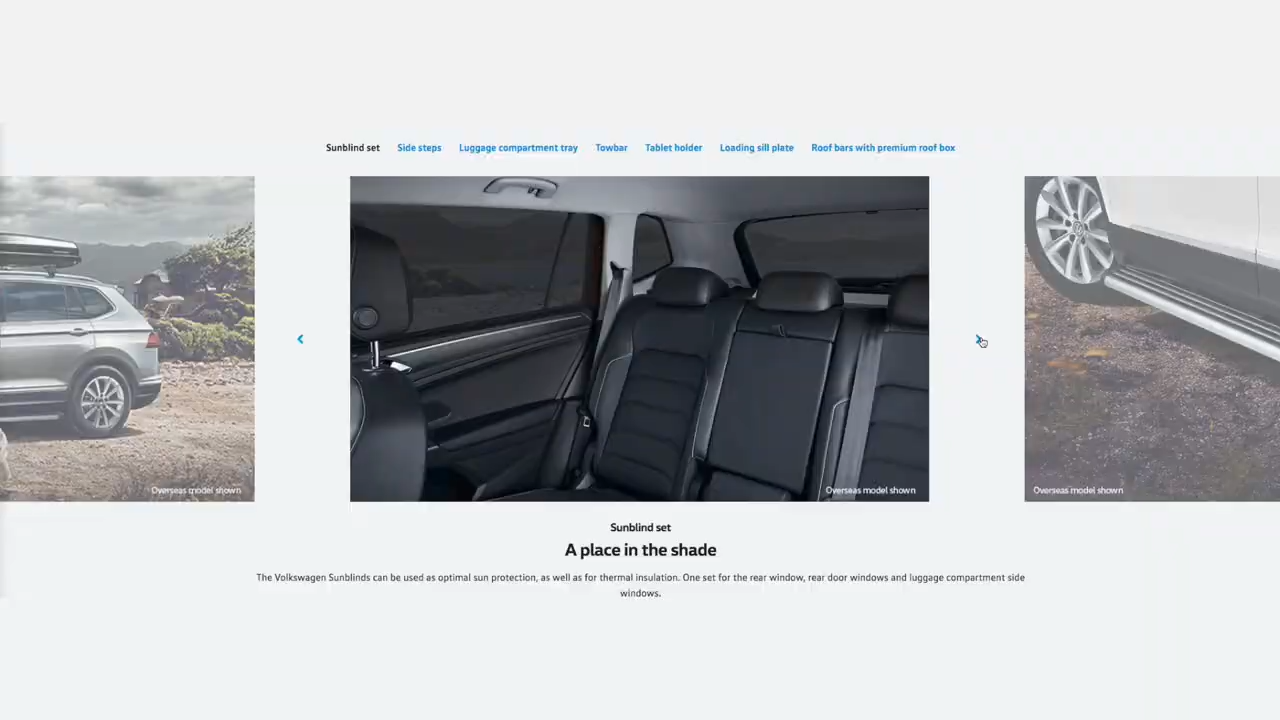 Sunblind set
Side steps
Luggage compartment tray
Towbar
Tablet holder
Loading sill plate
Roof bars with premium roof box
Overseas model shown
Overseas model shown
Overseas model shown
Sunblind set
A place in the shade
The Volkswagen Sunblinds can be used as optimal sun protection, as well as for thermal insulation. One set for the rear window, rear door windows and luggage compartment side
windows.